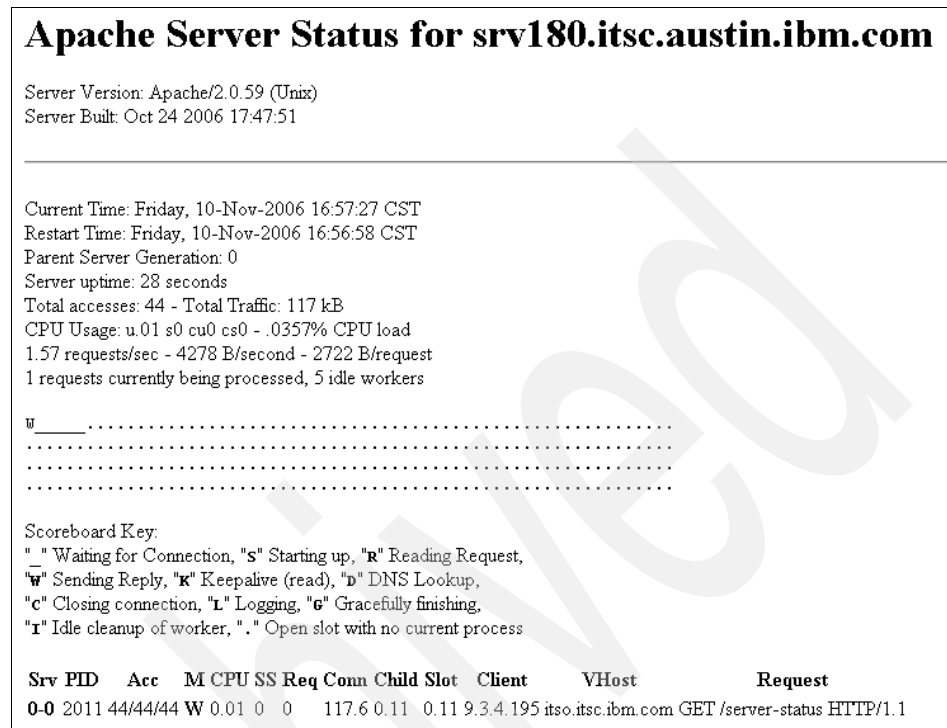 Apache Server Status for srv180.itsc.austin.ibm.com
Server Version: Apache/2.0.59 (Unix)
Server Built: Oct 24 2006 17:47:51
Current Time: Friday, 10-Nov-2006 16:57:27 CST
Restart Time: Friday, 10-Nov-2006 16:56:58 CST
Parent Server Generation: 0
Server uptime: 28 seconds
Total accesses: 44 - Total Traffic: 117 kB
CPU Usage: u.01 s0 cu0 cs0 - .0357% CPU load
1.57 requests/sec - 4278 B/second - 2722 B/request
1 requests currently being processed, 5 idle workers
W_____..........................................................
................................................................
................................................................
................................................................
Scoreboard Key:
"_" Waiting for Connection, "S" Starting up, "R" Reading Request,
"W" Sending Reply, "K" Keepalive (read), "D" DNS Lookup,
"C" Closing connection, "L" Logging, "G" Gracefully finishing,
"I" Idle cleanup of worker, "." Open slot with no current process
Srv PID Acc M CPU SS Req Conn Child Slot Client VHost Request
0-0 2011 44/44/44 W 0.01 0 0 117.6 0.11 0.11 9.3.4.195 itso.itsc.ibm.com GET /server-status HTTP/1.1